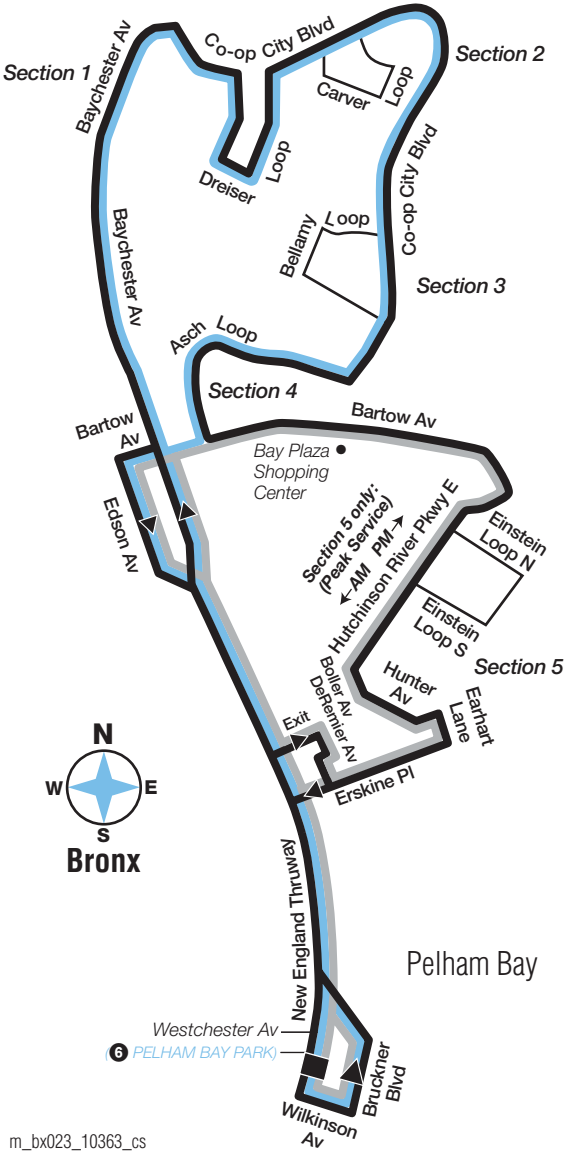 Section 1
Baychester Av
Co-op City Blvd
Section 2
Carver
Loop
Dreiser
Loop
Co-op City Blvd
Baychester Av
Bellamy
Loop
Section 3
Asch Loop
Section 4
Bartow
Av
Bartow Av
Bay Plaza
Shopping
Center
Edson Av
Section 5 only:
(Peak Service)
AM PM
Hutchinson River Pkwy E
Einstein
Loop N
Einstein
Loop S
Section 5
Hunter
Av
Earhart
Lane
Boller Av
DeRemier Av
Exit
Erskine Pl
N
W
E
S
Bronx
New England Thruway
Pelham Bay
Westchester Av
(6 PELHAM BAY PARK)
Bruckner
Blvd
Wilkinson
Av
m_bx023_10363_cs